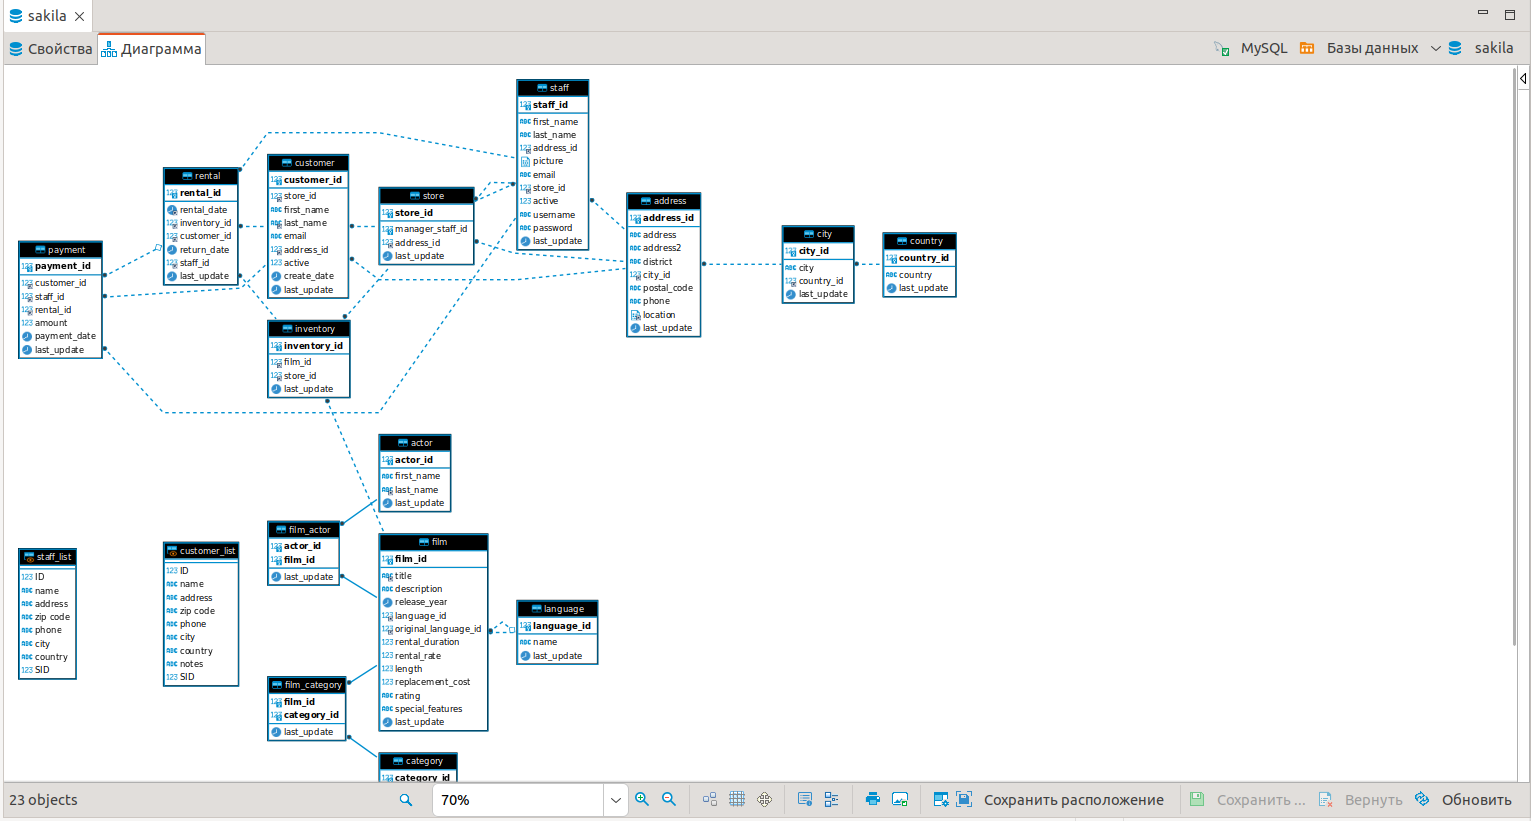 sakila
Свойства
Диаграмма
MySQL
Базы данных
sakila
staff
staff_id
first_name
last_name
address_id
picture
email
store_id
active
username
password
last_update
customer
customer_id
store_id
first_name
last_name
email
address_id
active
create_date
last_update
rental
rental_id
rental_date
inventory_id
customer_id
return_date
staff_id
last_update
store
store_id
manager_staff_id
address_id
last_update
address
address_id
address
address2
district
city_id
postal_code
phone
location
last_update
city
city_id
city
country_id
last_update
country
country_id
country
last_update
payment
payment_id
customer_id
staff_id
rental_id
amount
payment_date
last_update
inventory
inventory_id
film_id
store_id
last_update
actor
actor_id
first_name
last_name
last_update
film_actor
actor_id
film_id
last_update
film
film_id
title
description
release_year
language_id
original_language_id
rental_duration
rental_rate
length
replacement_cost
rating
special_features
last_update
staff_list
ID
name
address
zip code
phone
city
country
SID
customer_list
ID
name
address
zip code
phone
city
country
notes
SID
language
language_id
name
last_update
film_category
film_id
category_id
last_update
category
category_id
23 objects
70%
Сохранить расположение
Сохранить ...
Вернуть
Обновить